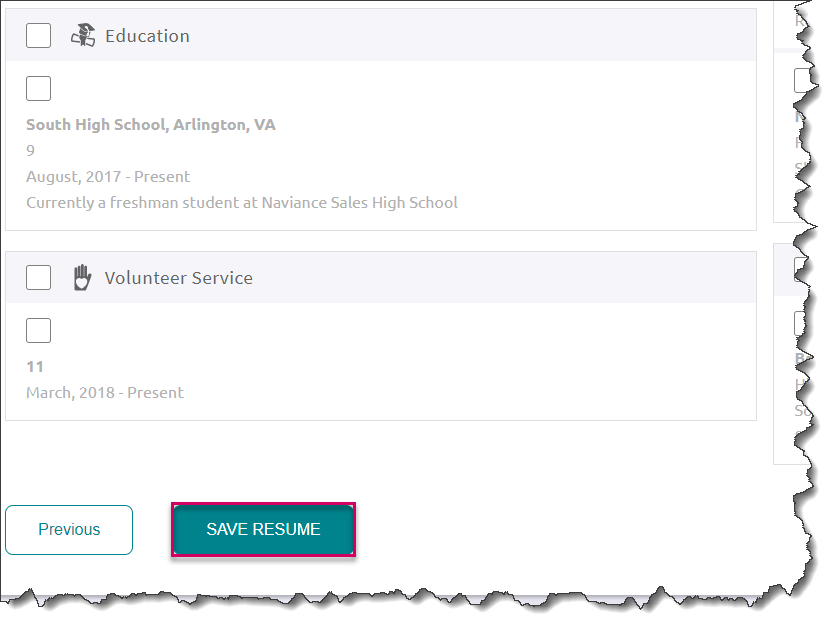 Education
South High School, Arlington, VA
9
August, 2017 - Present
Currently a freshman student at Naviance Sales High School
Volunteer Service
11
March, 2018 - Present
Previous
SAVE RESUME